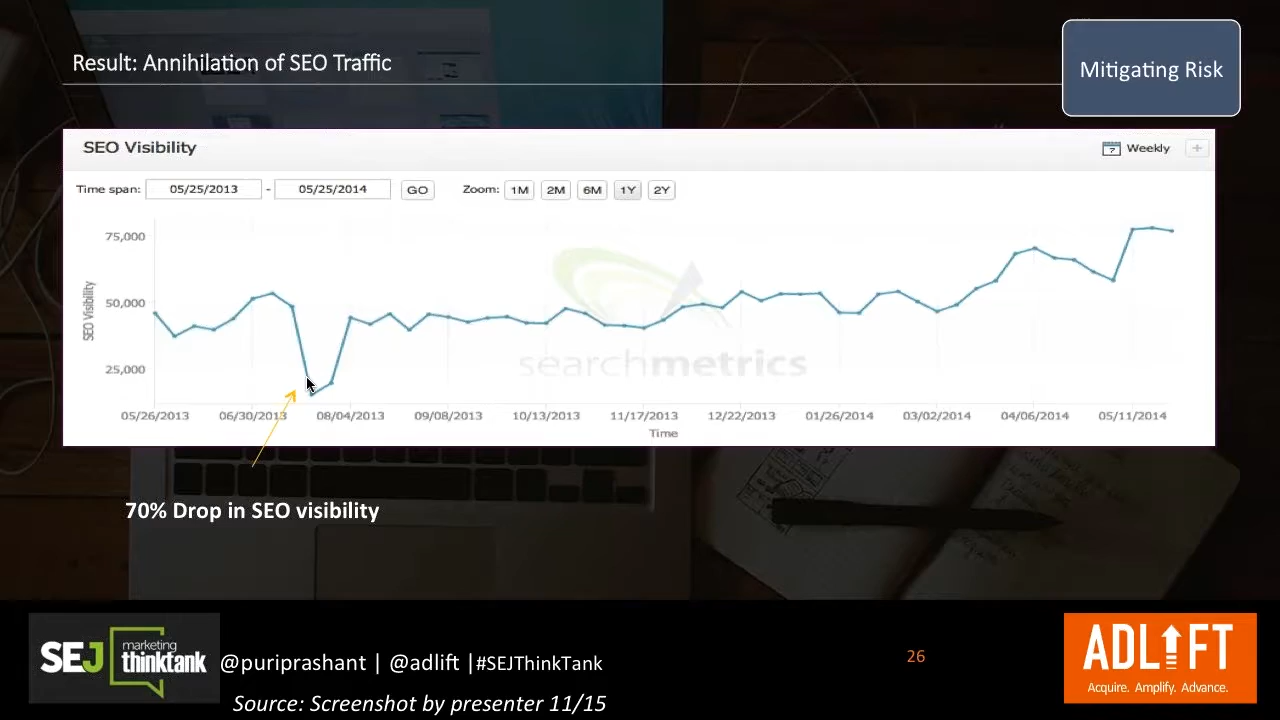 Result: Annihilation of SEO Traffic
Mitigating Risk
SEO Visibility
7
Weekly
+
Time span: 05/25/2013 - 05/25/2014 GO Zoom: 1M 2M 6M 1Y 2Y
75,000
50,000
25,000
SEO Visibility
searchmetrics
05/26/2013 06/30/2013 08/04/2013 09/08/2013 10/13/2013 11/17/2013 12/22/2013 01/26/2014 03/02/2014 04/06/2014 05/11/2014
Time
70% Drop in SEO visibility
SEJ marketing thinktank
@puriprashant | @adlift |#SEJThinkTank
Source: Screenshot by presenter 11/15
26
ADLIFT
Acquire. Amplify. Advance.